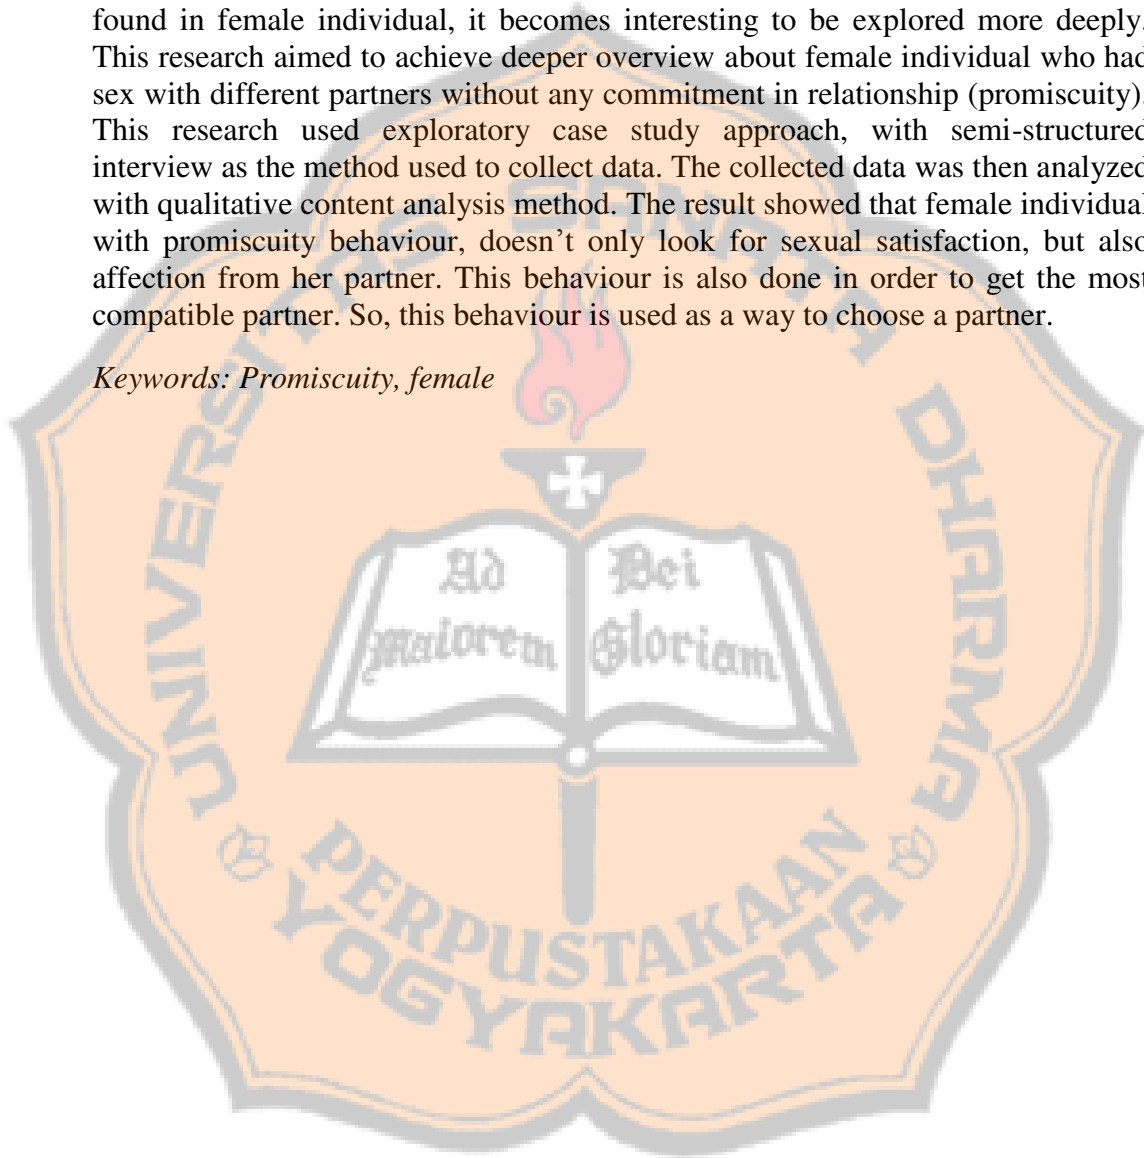 found in female individual, it becomes interesting to be explored more deeply.
This research aimed to achieve deeper overview about female individual who had
sex with different partners without any commitment in relationship (promiscuity).
This research used exploratory case study approach, with semi-structured
interview as the method used to collect data. The collected data was then analyzed
with qualitative content analysis method. The result showed that female individual
with promiscuity behaviour, doesn't only look for sexual satisfaction, but also
affection from her partner. This behaviour is also done in order to get the most
compatible partner. So, this behaviour is used as a way to choose a partner.
Keywords: Promiscuity, female
UNIVERSITAS SANATA DHARMA
Ad Dei
Maiorem Gloriam
PERPUSTAKAAN
YOGYAKARTA